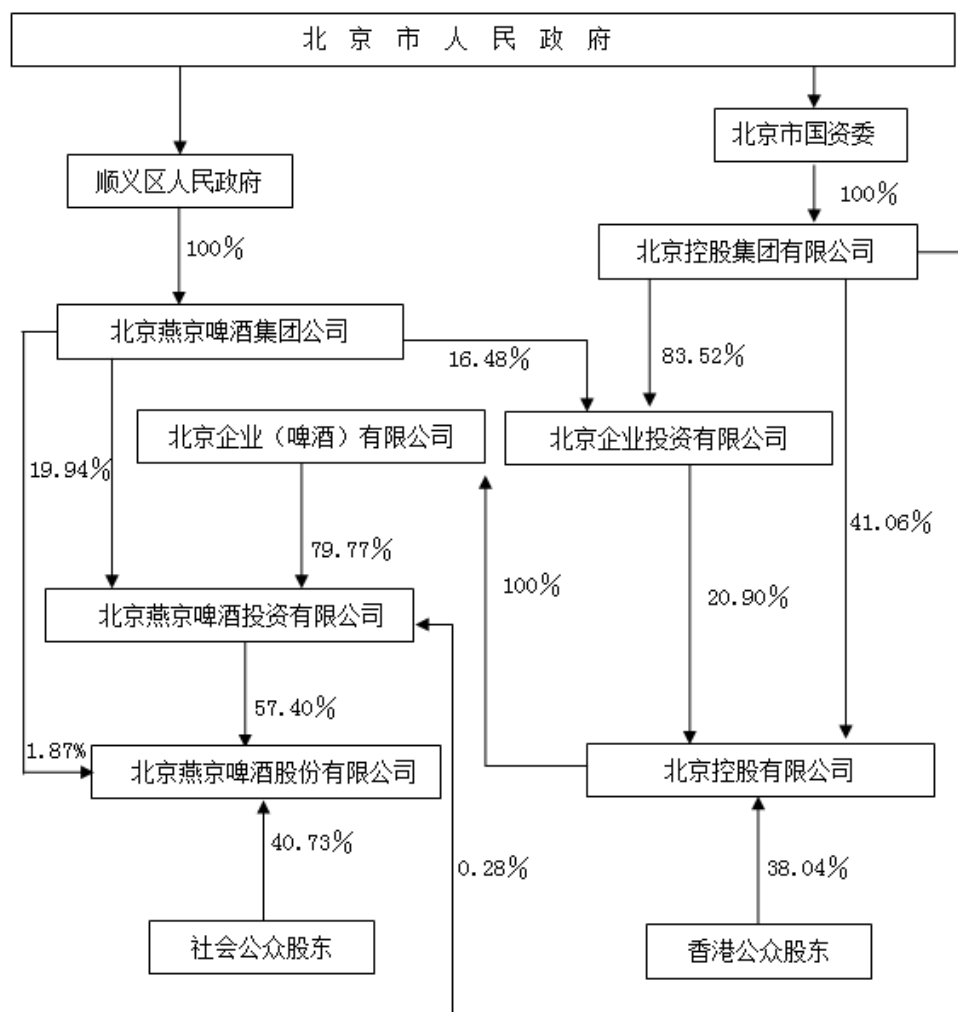 北京市人民政府
北京市国资委
顺义区人民政府
100%
100%
北京控股集团有限公司
北京燕京啤酒集团公司
16.48%
83.52%
北京企业（啤酒）有限公司
北京企业投资有限公司
19.94%
41.06%
79.77%
100%
20.90%
北京燕京啤酒投资有限公司
57.40%
1.87%
北京燕京啤酒股份有限公司
北京控股有限公司
40.73%
0.28%
38.04%
社会公众股东
香港公众股东